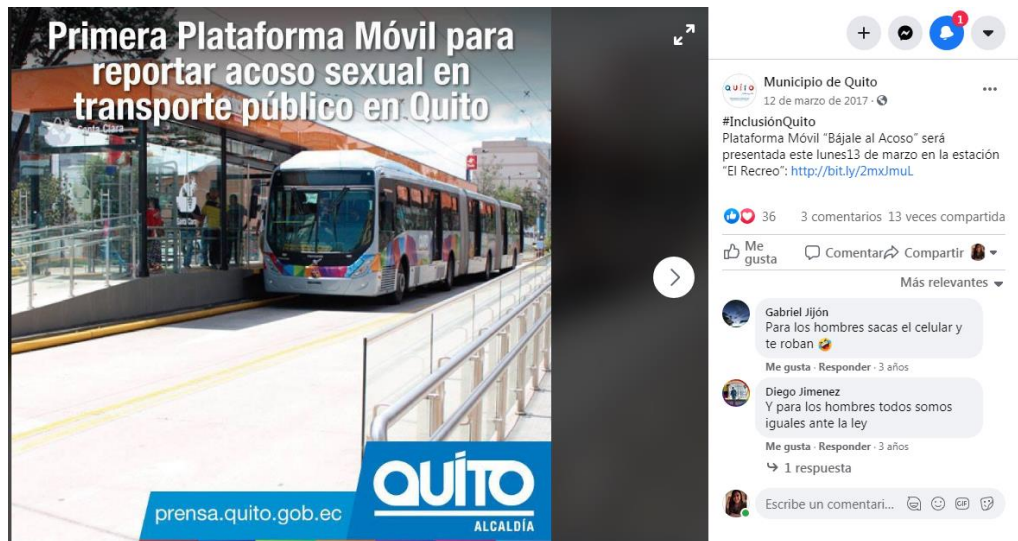 Primera Plataforma Móvil para
reportar acoso sexual en
transporte público en Quito
Santa Clara
prensa.quito.gob.ec
QUITO
ALCALDÍA
1
QUITO
Municipio de Quito
12 de marzo de 2017 ·
#InclusiónQuito
Plataforma Móvil “Bájale al Acoso” será
presentada este lunes13 de marzo en la estación
“El Recreo”: http://bit.ly/2mxJmuL
36 3 comentarios 13 veces compartida
Me
gusta
Comentar Compartir
Más relevantes
Gabriel Jijón
Para los hombres sacas el celular y
te roban 🤣
Me gusta · Responder · 3 años
Diego Jimenez
Y para los hombres todos somos
iguales ante la ley
Me gusta · Responder · 3 años
1 respuesta
Escribe un comentari...
GIF